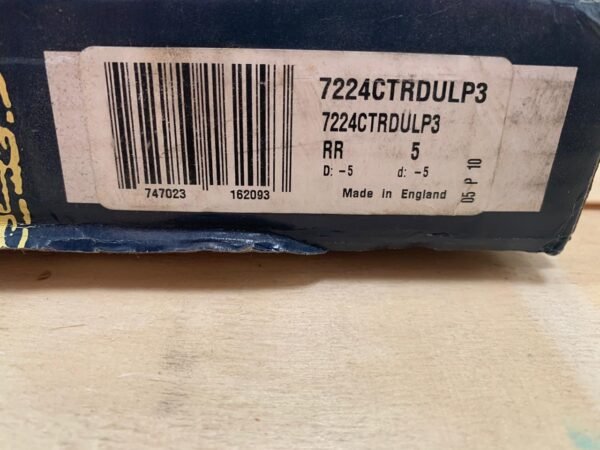 7224CTRDULP3
7224CTRDULP3
RR 5
D: -5 d: -5
Made in England
05 P 10
747023 162093